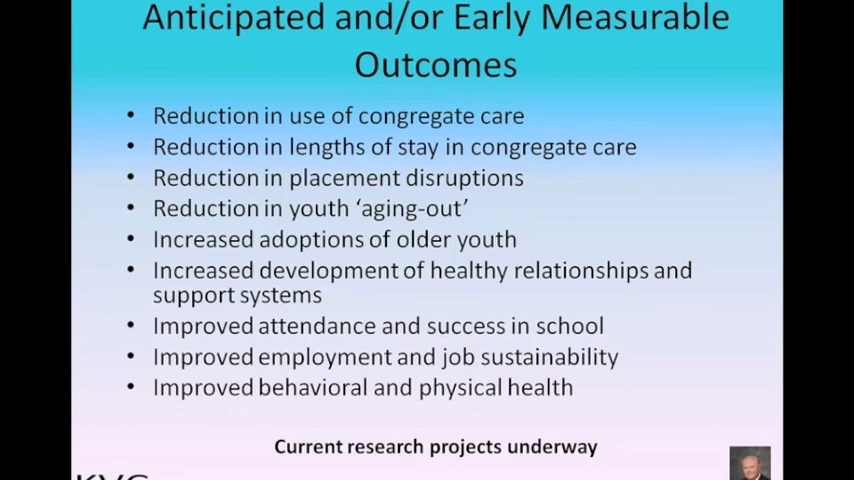 Anticipated and/or Early Measurable
Outcomes
• Reduction in use of congregate care
• Reduction in lengths of stay in congregate care
• Reduction in placement disruptions
• Reduction in youth ‘aging-out’
• Increased adoptions of older youth
• Increased development of healthy relationships and
support systems
• Improved attendance and success in school
• Improved employment and job sustainability
• Improved behavioral and physical health
Current research projects underway